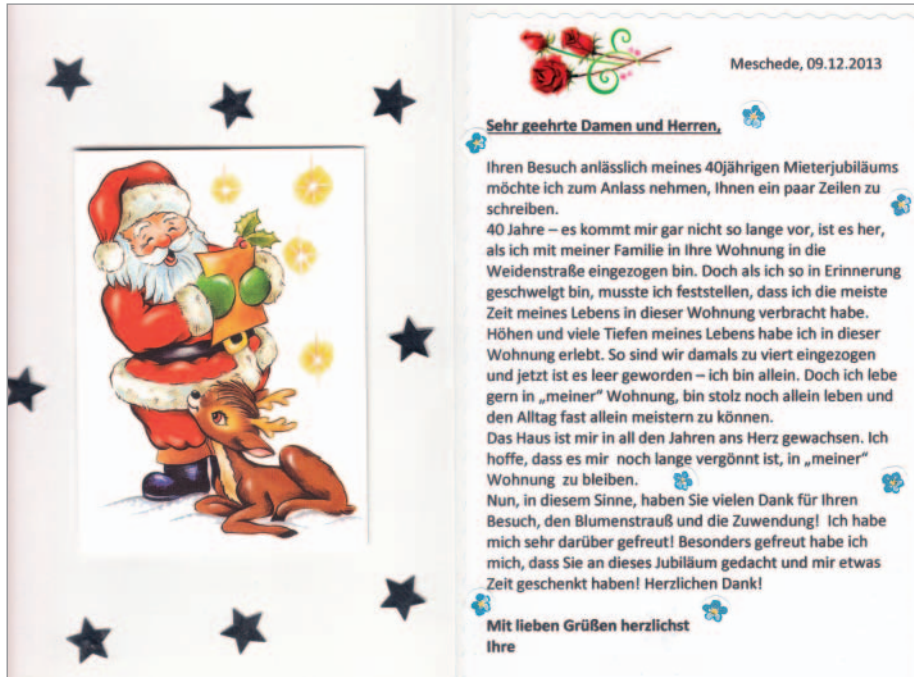 Meschede, 09.12.2013
Sehr geehrte Damen und Herren,
Ihren Besuch anlässlich meines 40jährigen Mieterjubiläums
möchte ich zum Anlass nehmen, Ihnen ein paar Zeilen zu
schreiben.
40 Jahre – es kommt mir gar nicht so lange vor, ist es her,
als ich mit meiner Familie in Ihre Wohnung in die
Weidenstraße eingezogen bin. Doch als ich so in Erinnerung
geschwelgt bin, musste ich feststellen, dass ich die meiste
Zeit meines Lebens in dieser Wohnung verbracht habe.
Höhen und viele Tiefen meines Lebens habe ich in dieser
Wohnung erlebt. So sind wir damals zu viert eingezogen
und jetzt ist es leer geworden – ich bin allein. Doch ich lebe
gern in „meiner“ Wohnung, bin stolz noch allein leben und
den Alltag fast allein meistern zu können.
Das Haus ist mir in all den Jahren ans Herz gewachsen. Ich
hoffe, dass es mir noch lange vergönnt ist, in „meiner“
Wohnung zu bleiben.
Nun, in diesem Sinne, haben Sie vielen Dank für Ihren
Besuch, den Blumenstrauß und die Zuwendung! Ich habe
mich sehr darüber gefreut! Besonders gefreut habe ich
mich, dass Sie an dieses Jubiläum gedacht und mir etwas
Zeit geschenkt haben! Herzlichen Dank!
Mit lieben Grüßen herzlichst
Ihre